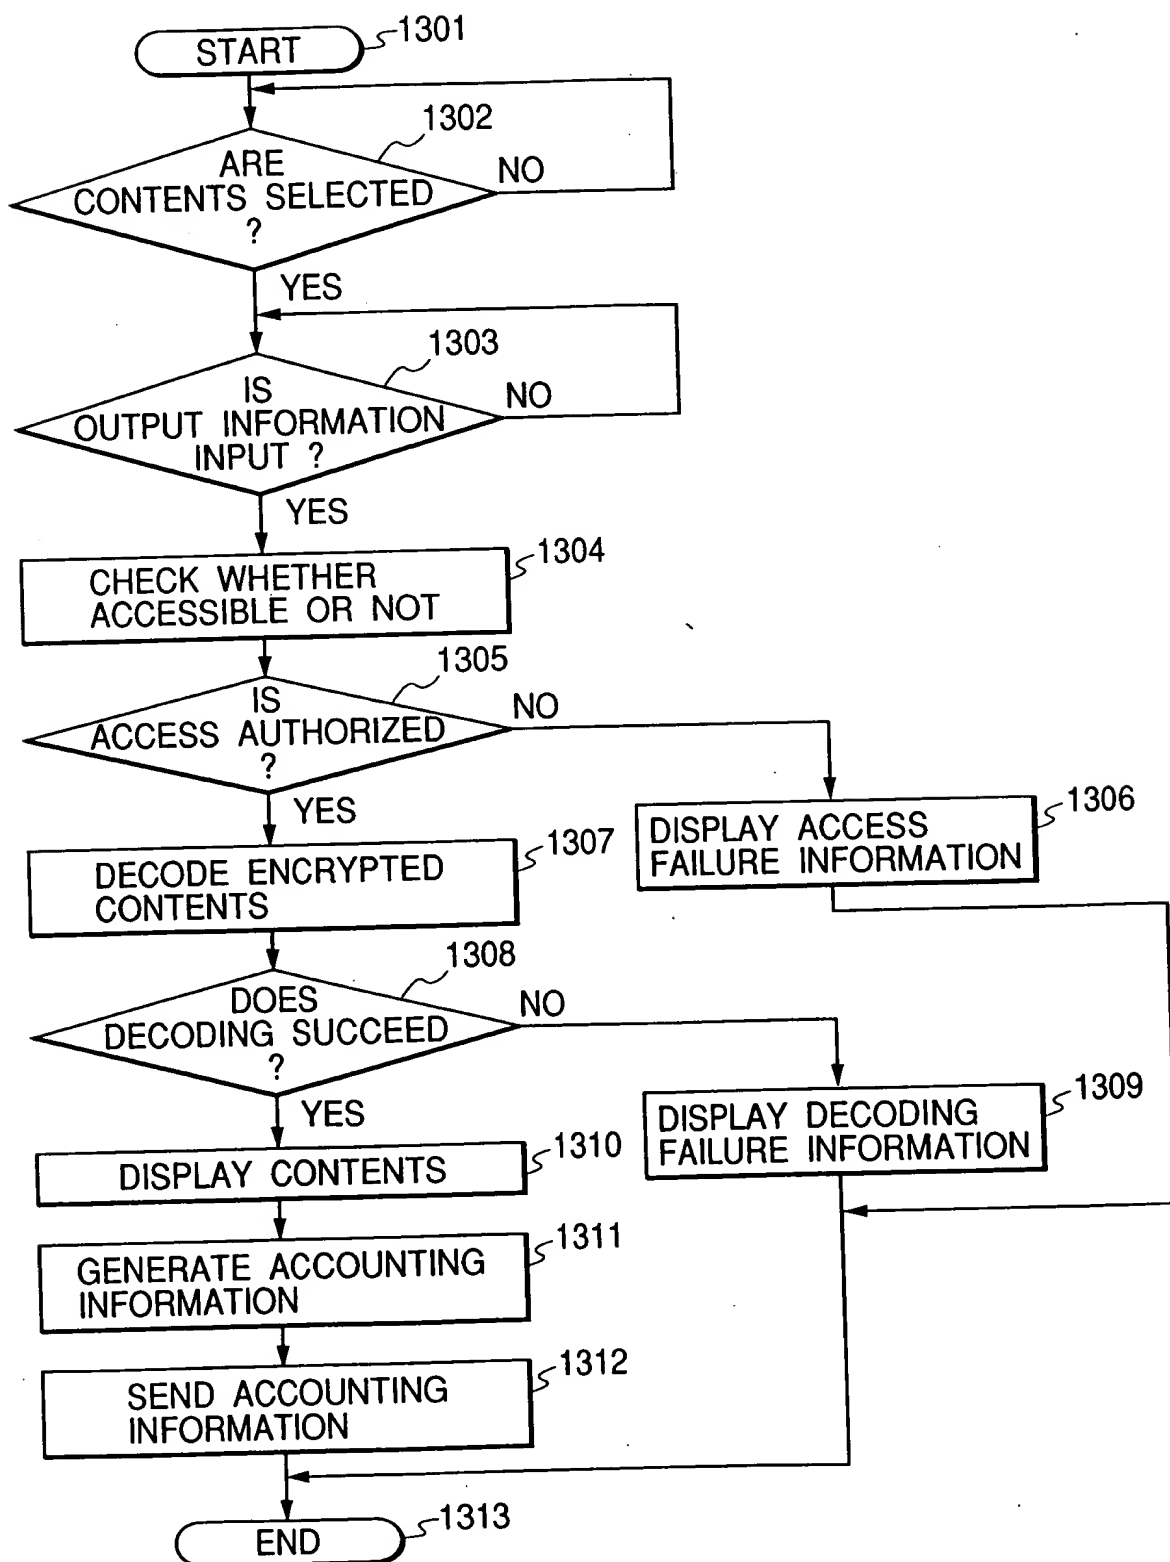 START
1301
1302
ARE
CONTENTS SELECTED
?
NO
YES
1303
IS
OUTPUT INFORMATION
INPUT ?
NO
YES
1304
CHECK WHETHER
ACCESSIBLE OR NOT
1305
IS
ACCESS AUTHORIZED
?
NO
YES
1306
DISPLAY ACCESS
FAILURE INFORMATION
1307
DECODE ENCRYPTED
CONTENTS
1308
DOES
DECODING SUCCEED
?
NO
YES
1309
DISPLAY DECODING
FAILURE INFORMATION
1310
DISPLAY CONTENTS
1311
GENERATE ACCOUNTING
INFORMATION
1312
SEND ACCOUNTING
INFORMATION
END
1313